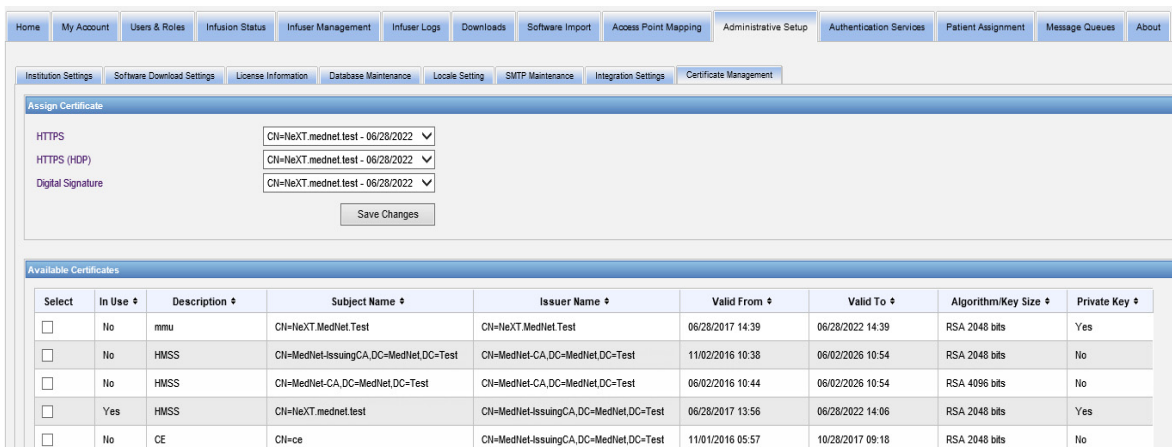 Home My Account Users & Roles Infusion Status Infuser Management Infuser Logs Downloads Software Import Access Point Mapping Administrative Setup Authentication Services Patient Assignment Message Queues About
Institution Settings Software Download Settings License Information Database Maintenance Locale Setting SMTP Maintenance Integration Settings Certificate Management
Assign Certificate
HTTPS CN=NeXT.mednet.test - 06/28/2022
HTTPS (HDP) CN=NeXT.mednet.test - 06/28/2022
Digital Signature CN=NeXT.mednet.test - 06/28/2022
Save Changes
Available Certificates
Select In Use Description Subject Name Issuer Name Valid From Valid To Algorithm/Key Size Private Key
No mmu CN=NeXT.MedNet.Test CN=NeXT.MedNet.Test 06/28/2017 14:39 06/28/2022 14:39 RSA 2048 bits Yes
No HMSS CN=MedNet-IssuingCA,DC=MedNet,DC=Test CN=MedNet-CA,DC=MedNet,DC=Test 11/02/2016 10:38 06/02/2026 10:54 RSA 2048 bits No
No HMSS CN=MedNet-CA,DC=MedNet,DC=Test CN=MedNet-CA,DC=MedNet,DC=Test 06/02/2016 10:44 06/02/2026 10:54 RSA 4096 bits No
Yes HMSS CN=NeXT.mednet.test CN=MedNet-IssuingCA,DC=MedNet,DC=Test 06/28/2017 13:56 06/28/2022 14:06 RSA 2048 bits Yes
No CE CN=ce CN=MedNet-IssuingCA,DC=MedNet,DC=Test 11/01/2016 05:57 10/28/2017 09:18 RSA 2048 bits No